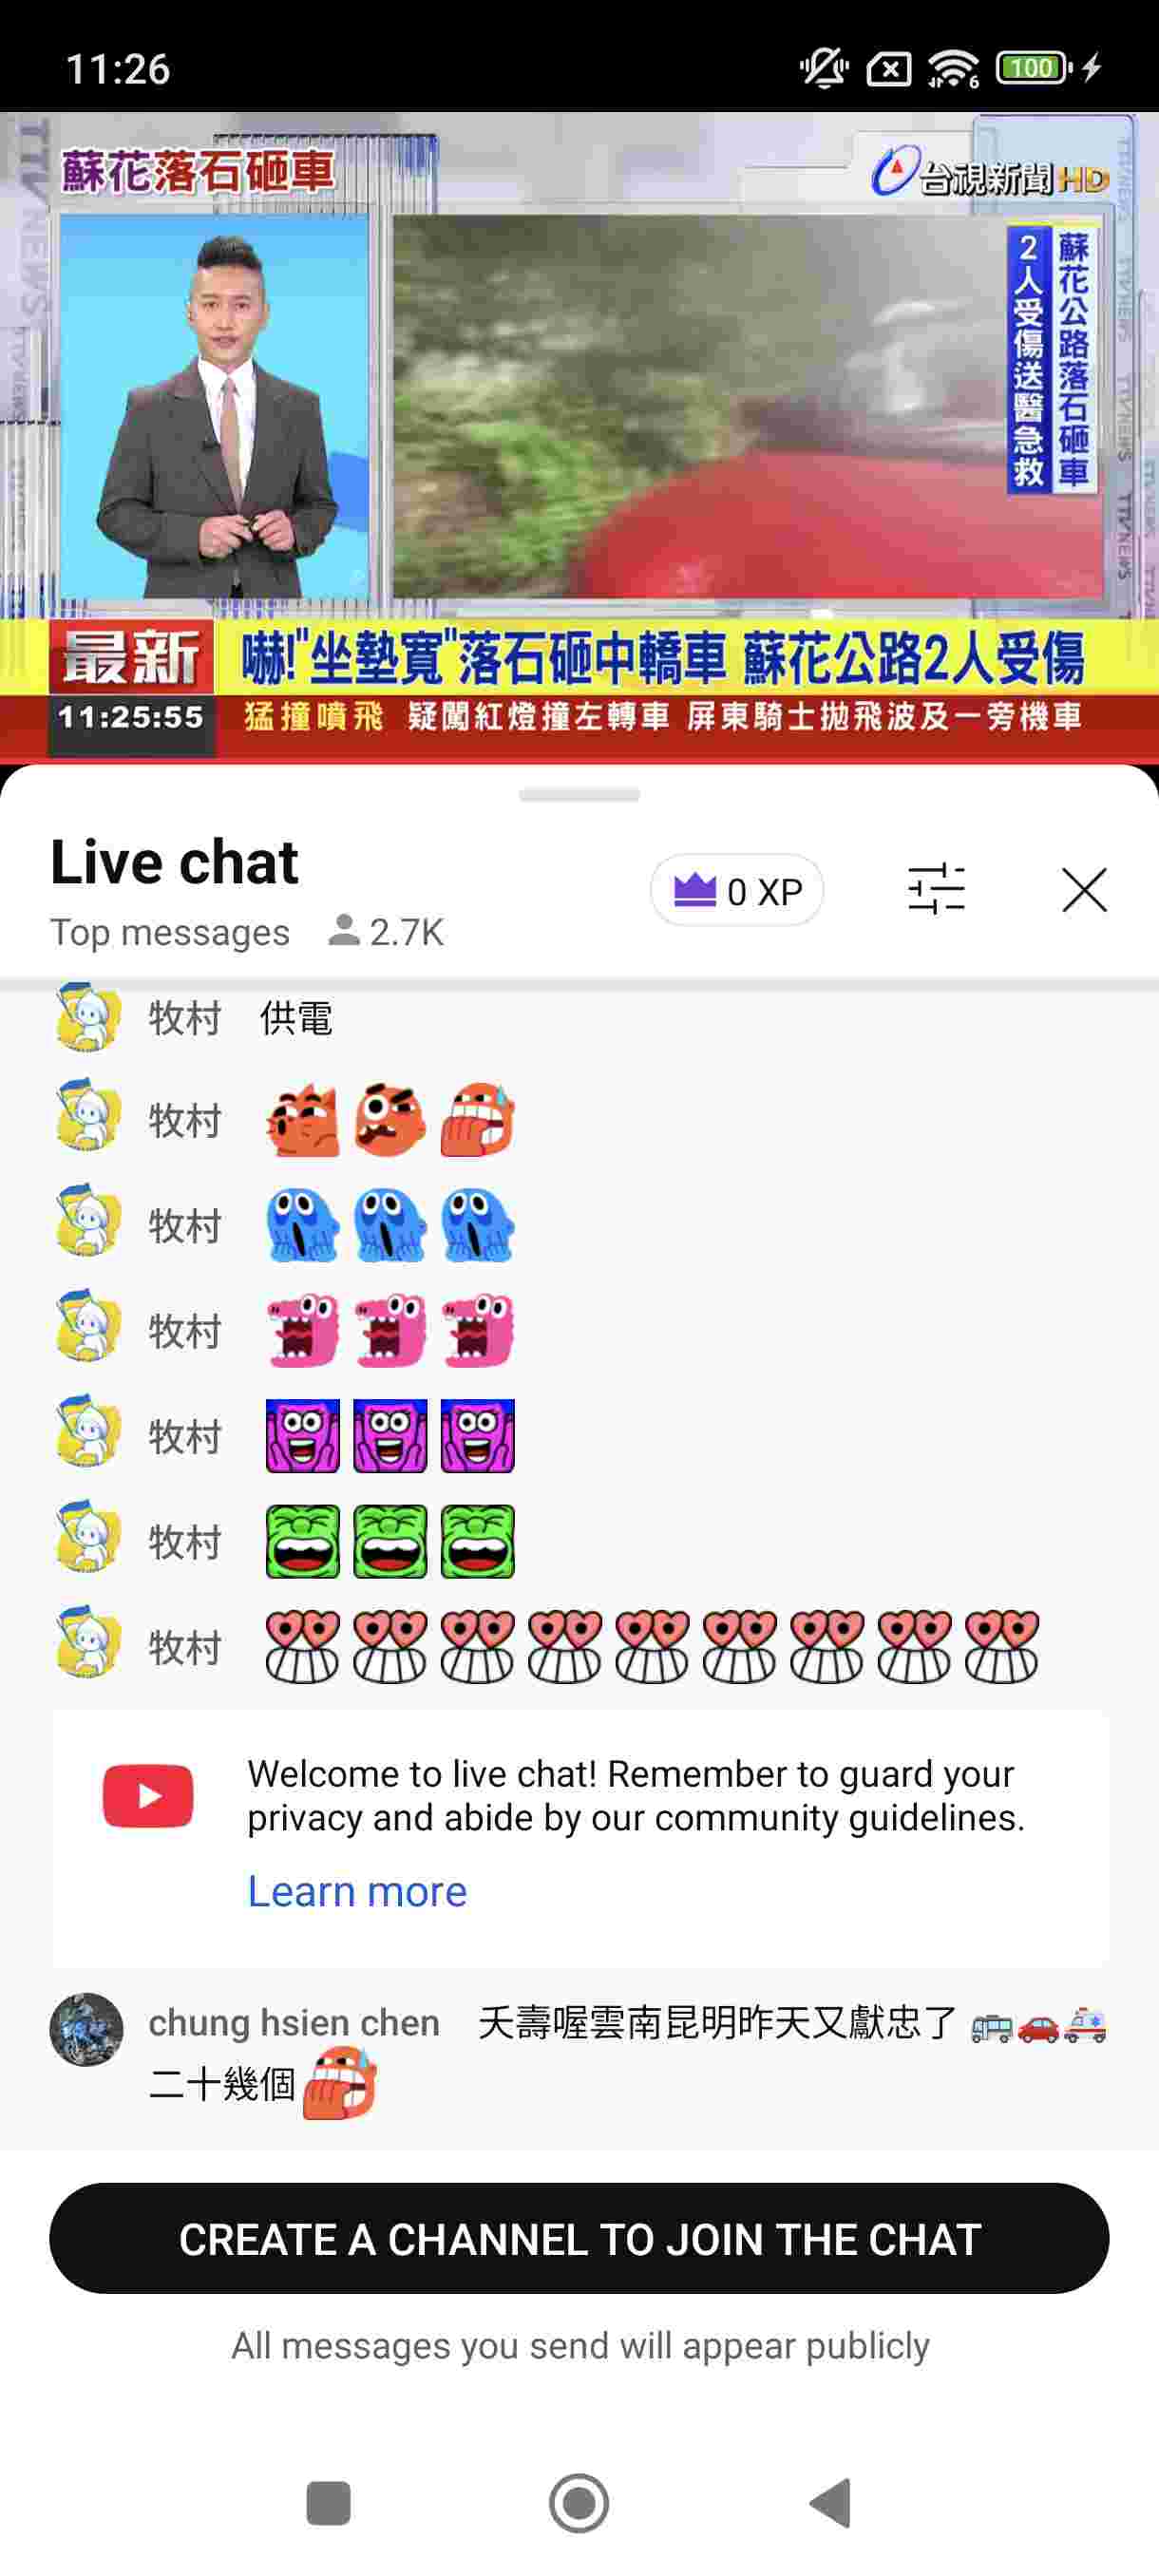 11:26
100
蘇花落石砸車
台視新聞HD
蘇花公路落石砸車
2人受傷送醫急救
最新
嚇!"坐墊寬"落石砸中轎車 蘇花公路2人受傷
11:25:55
猛撞噴飛 疑闖紅燈撞左轉車 屏東騎士拋飛波及一旁機車
Live chat
0 XP
Top messages 2.7K
牧村 供電
牧村
牧村
牧村
牧村
牧村
牧村
Welcome to live chat! Remember to guard your
privacy and abide by our community guidelines.
Learn more
chung hsien chen 夭壽喔雲南昆明昨天又獻忠了
二十幾個
CREATE A CHANNEL TO JOIN THE CHAT
All messages you send will appear publicly